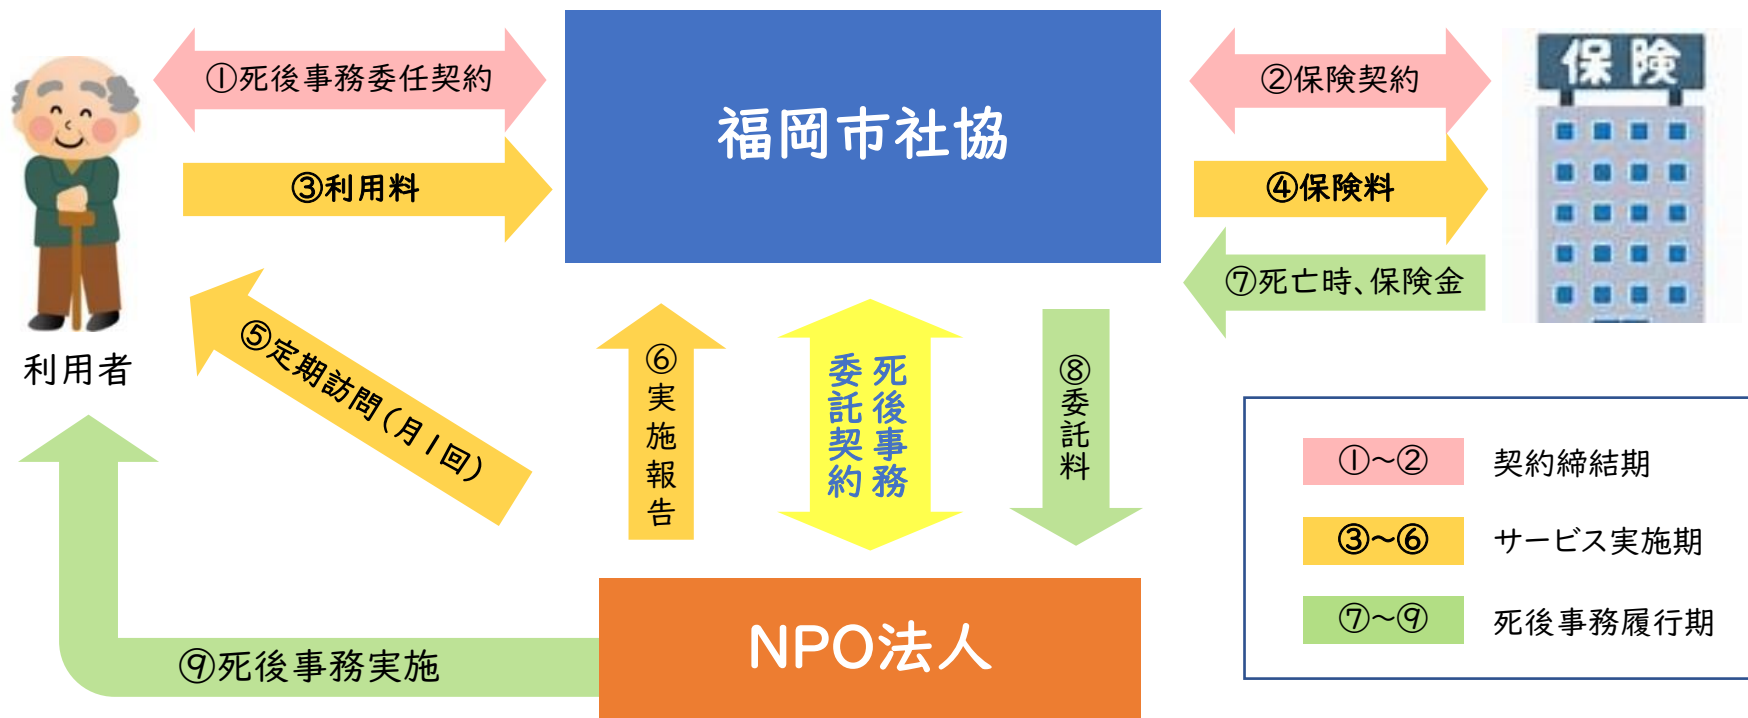 ①死後事務委任契約
福岡市社協
②保険契約
保険
③利用料
④保険料
⑦死亡時、保険金
利用者
⑤定期訪問（月1回）
⑥実施報告
死後事務
委託契約
⑧委託料
①～②
契約締結期
③～⑥
サービス実施期
⑦～⑨
死後事務履行期
⑨死後事務実施
NPO法人